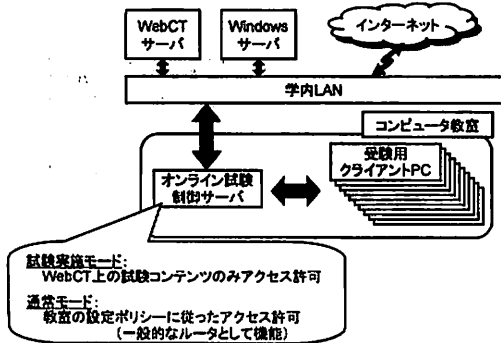 WebCT
サーバ
Windows
サーバ
インターネット
学内LAN
コンピュータ教室
オンライン試験
制御サーバ
受験用
クライアントPC
試験実施モード:
WebCT上の試験コンテンツのみアクセス許可
通常モード:
教室の設定ポリシーに従ったアクセス許可
(一般的なルータとして機能)